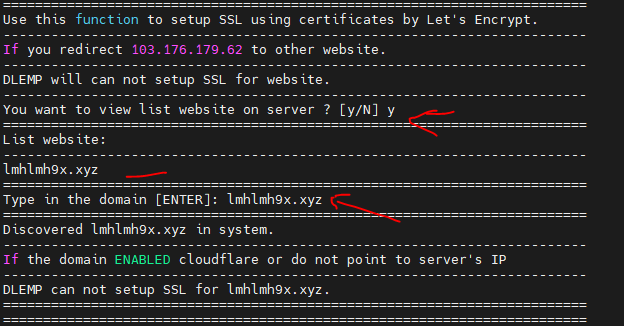 ===========================================================================
Use this function to setup SSL using certificates by Let's Encrypt.
---------------------------------------------------------------------------
If you redirect 103.176.179.62 to other website.
---------------------------------------------------------------------------
DLEMP will can not setup SSL for website.
---------------------------------------------------------------------------
You want to view list website on server ? [y/N] y
===========================================================================
List website:
---------------------------------------------------------------------------
lmhlmh9x.xyz
===========================================================================
Type in the domain [ENTER]: lmhlmh9x.xyz
===========================================================================
Discovered lmhlmh9x.xyz in system.
---------------------------------------------------------------------------
If the domain ENABLED cloudflare or do not point to server's IP
---------------------------------------------------------------------------
DLEMP can not setup SSL for lmhlmh9x.xyz.
===========================================================================
===========================================================================